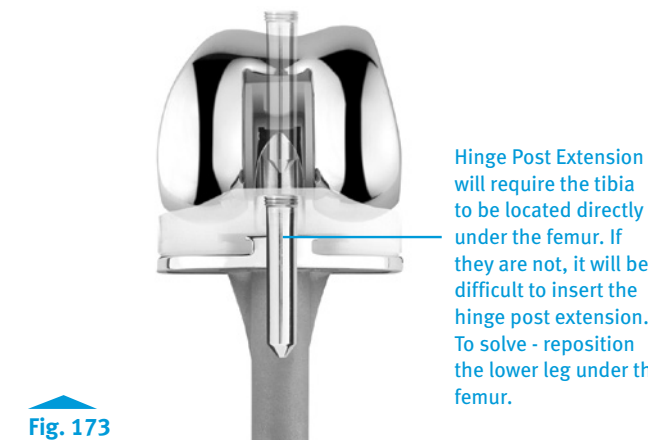 Hinge Post Extension
will require the tibia
to be located directly
under the femur. If
they are not, it will be
difficult to insert the
hinge post extension.
To solve - reposition
the lower leg under
femur.
Fig. 173